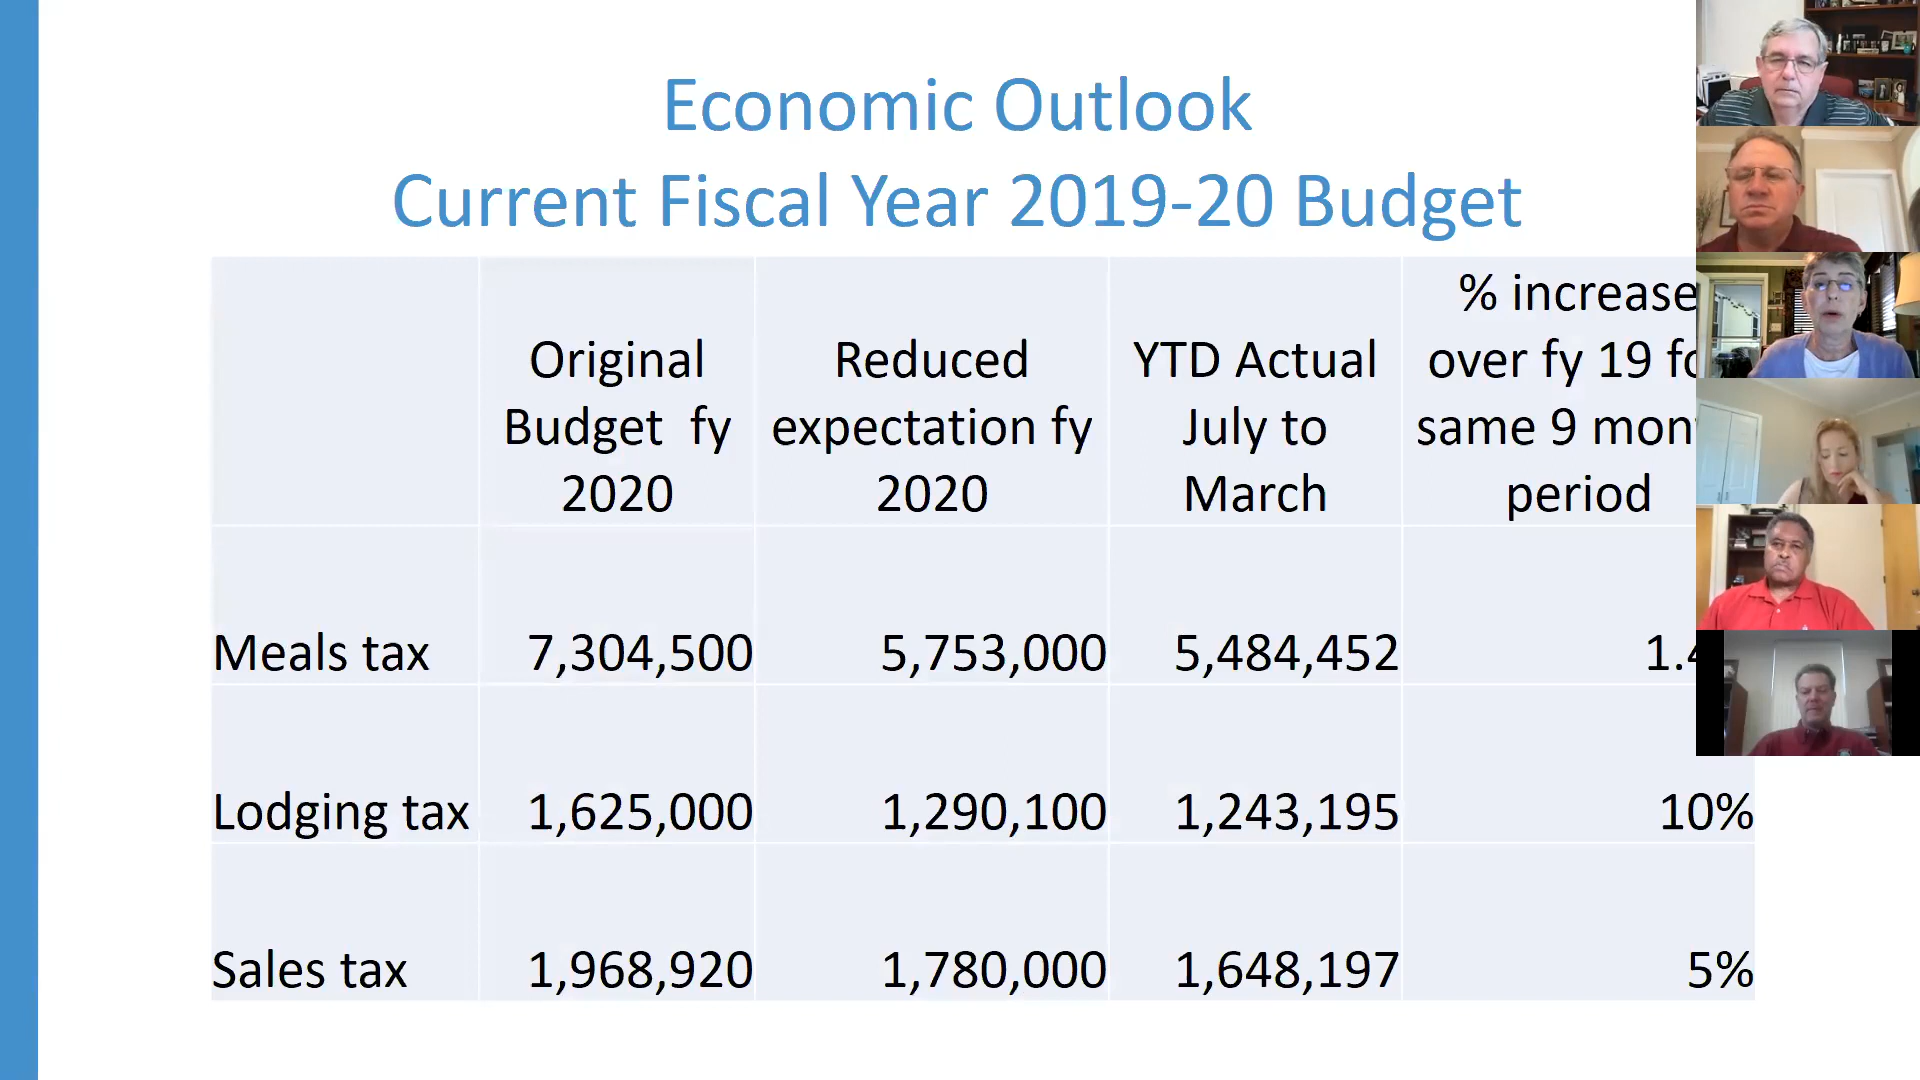 Economic Outlook
Current Fiscal Year 2019-20 Budget
Original
Budget fy
2020
Reduced
expectation fy
2020
YTD Actual
July to
March
% increase
over fy 19
same 9
period
Meals tax 7,304,500 5,753,000 5,484,452
Lodging tax 1,625,000 1,290,100 1,243,195 10%
Sales tax 1,968,920 1,780,000 1,648,197 5%